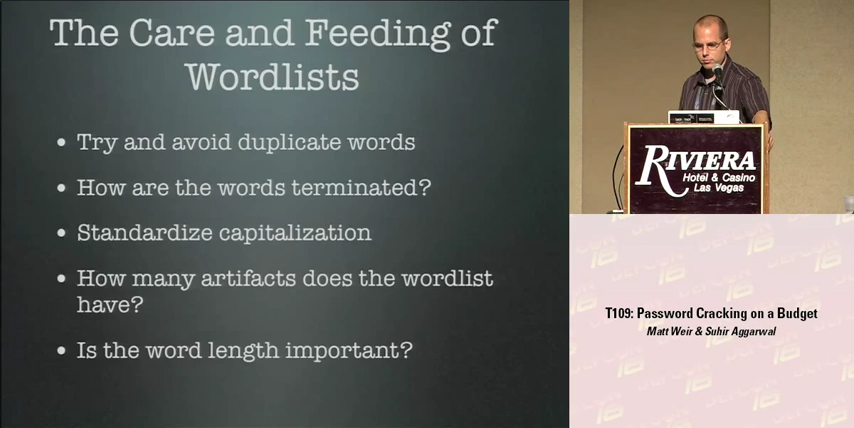 The Care and Feeding of
Wordlists
• Try and avoid duplicate words
• How are the words terminated?
• Standardize capitalization
• How many artifacts does the wordlist
have?
• Is the word length important?
RIVIERA
Hotel & Casino
Las Vegas
T109: Password Cracking on a Budget
Matt Weir & Suhir Aggarwal